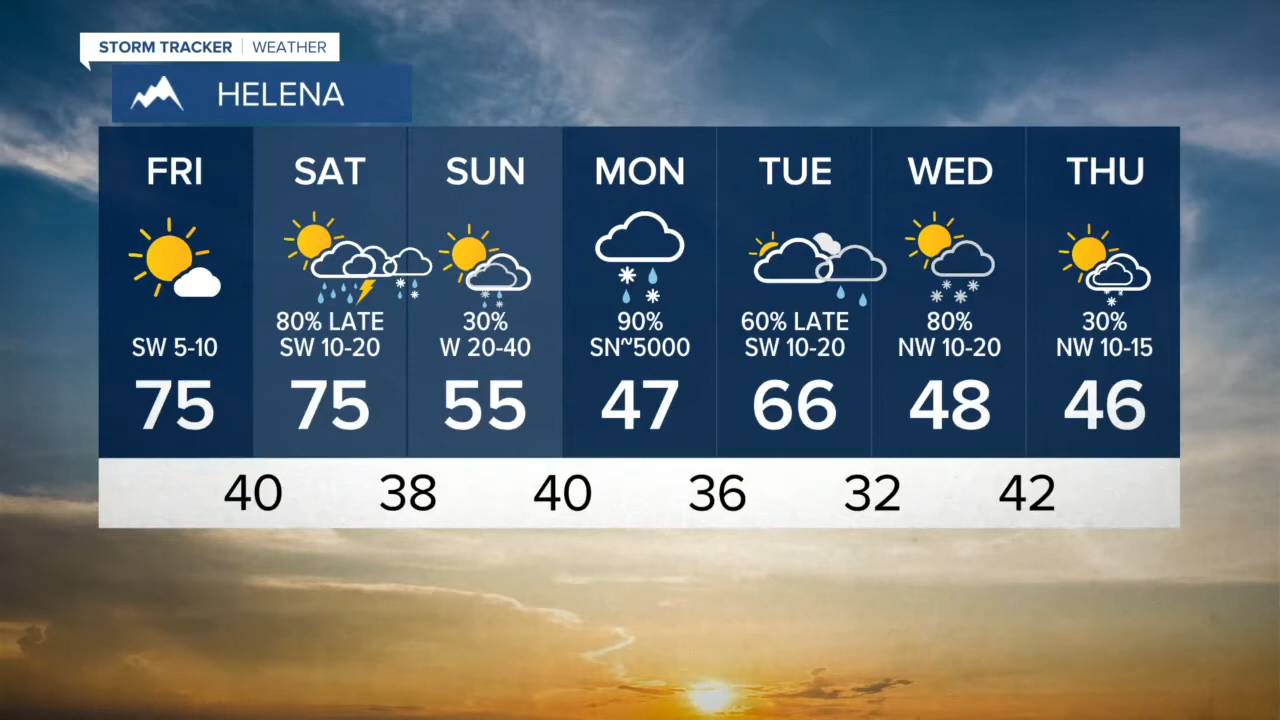 STORM TRACKER | WEATHER
HELENA
FRI SAT SUN MON TUE WED THU
80% LATE 30% 90% 60% LATE 80% 30%
SW 5-10 SW 10-20 W 20-40 SN~5000 SW 10-20 NW 10-20 NW 10-15
75 75 55 47 66 48 46
40 38 40 36 32 42